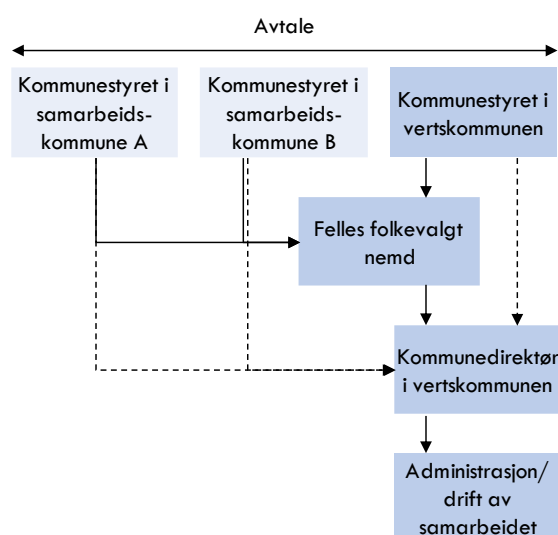 Avtale
Kommunestyret i
samarbeids-
kommune A
Kommunestyret i
samarbeids-
kommune B
Kommunestyret i
vertskommunen
Felles folkevalgt
nemd
Kommunedirektør
i vertskommunen
Administrasjon/
drift av
samarbeidet